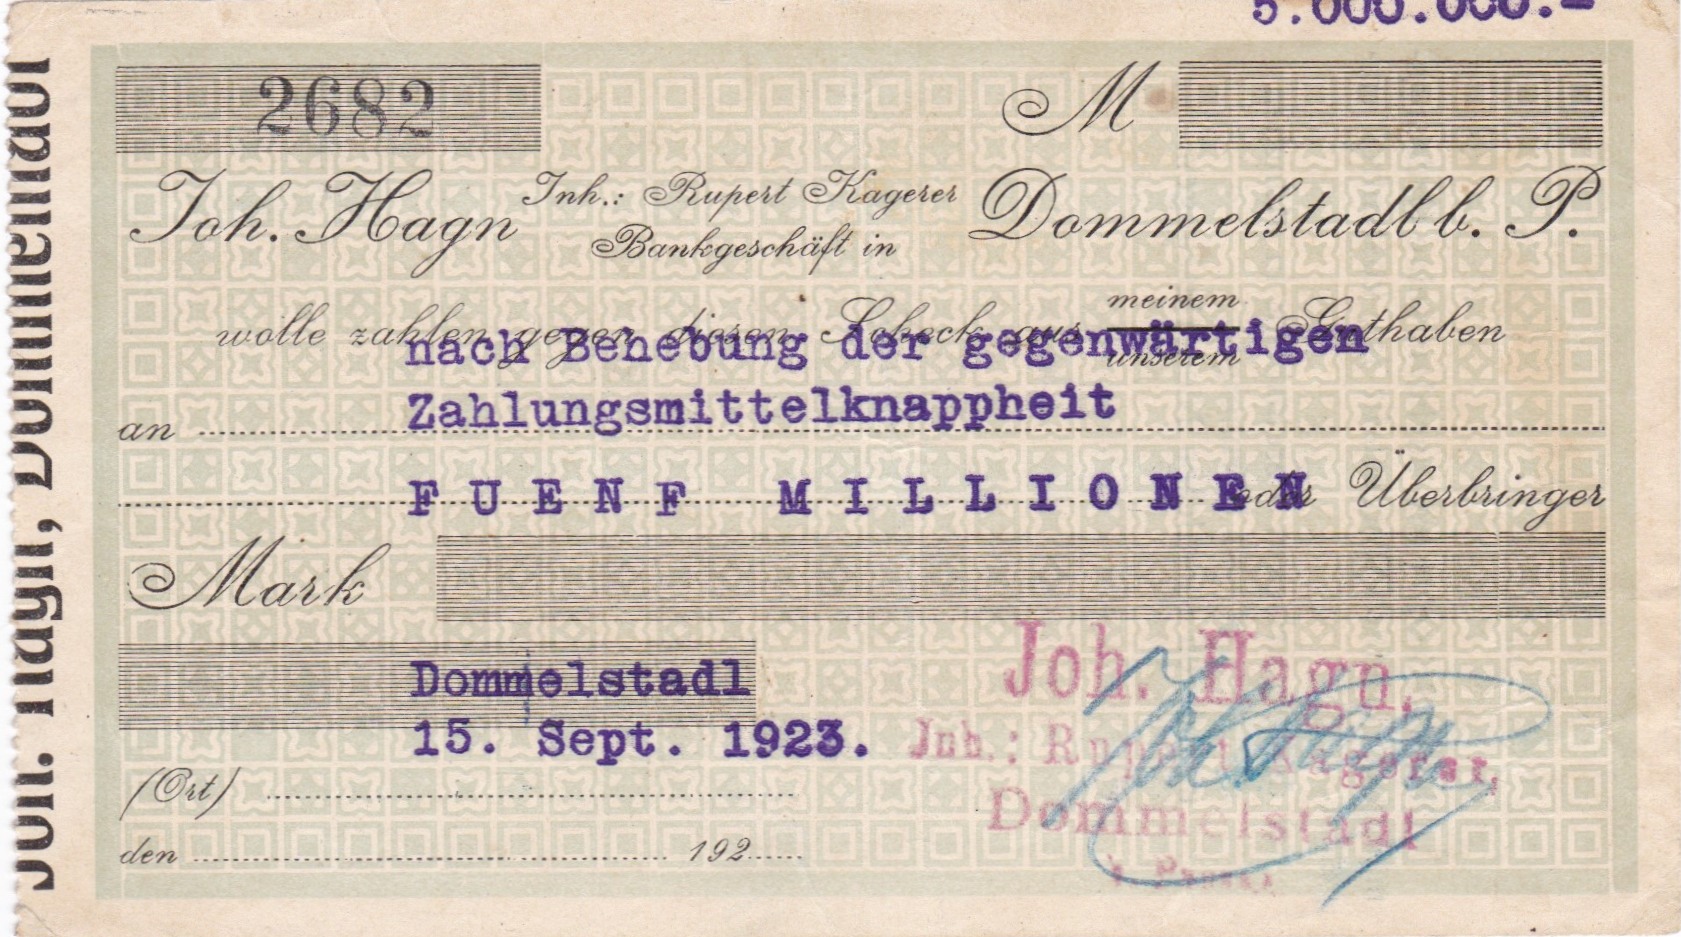 5.000.000.-
2682
M
Joh. Hagn Inh.: Rupert Kagerer Dommelstadl b. P.
Bankgeschäft in
wolle zahlen gegen diesen Scheck aus meinem Guthaben
unserem
nach Behebung der gegenwärtigen
Zahlungsmittelknappheit
an
FUENF MILLIONEN oder Überbringer
Mark
Dommelstadl
15. Sept. 1923.
(Ort)
den 192
Joh. Hagn.
Inh.: Rupert Kagerer,
Dommelstadl
b. Passau
Joh. Hagn, Dommelstadl